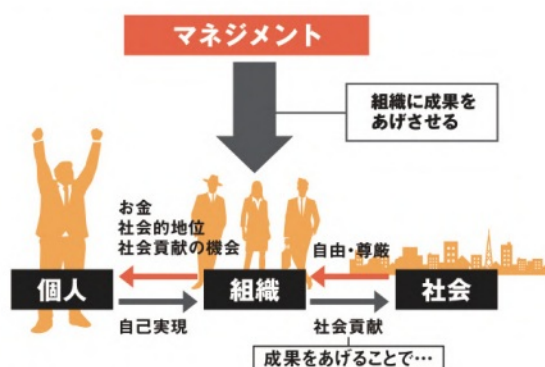 マネジメント
組織に成果を
あげさせる
お金
社会的地位
社会貢献の機会
自由・尊厳
個人
組織
社会
自己実現
社会貢献
成果をあげることで…